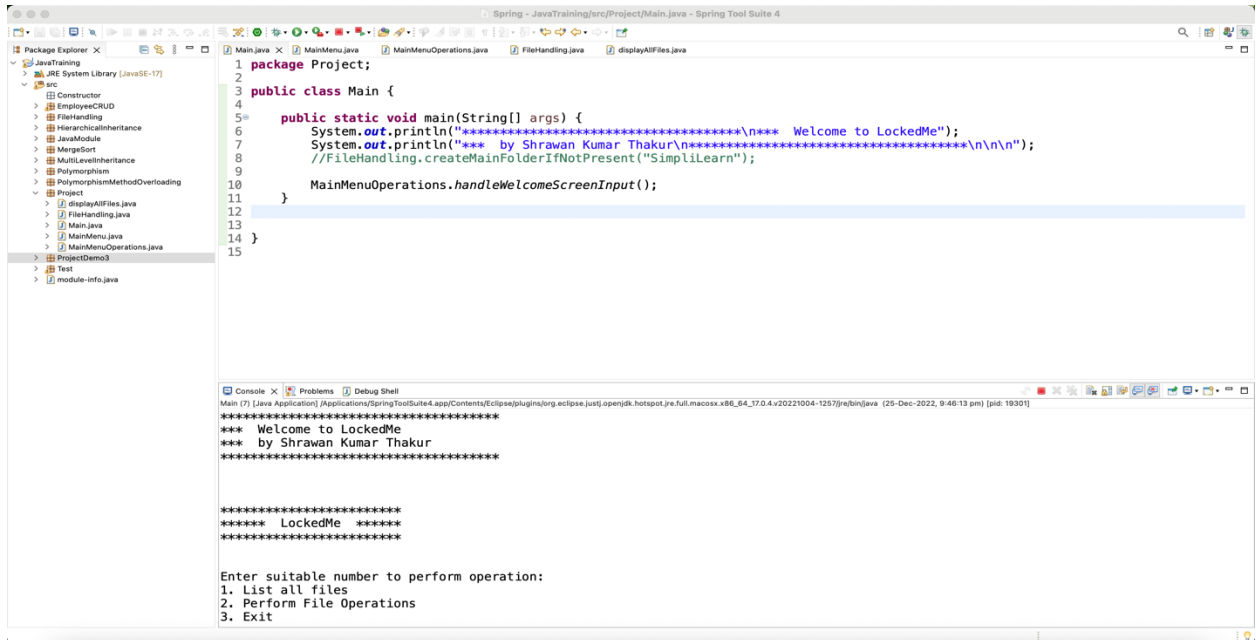 Spring - JavaTraining/src/Project/Main.java - Spring Tool Suite 4
Package Explorer
Main.java MainMenu.java MainMenuOperations.java FileHandling.java displayAllFiles.java
JavaTraining
JRE System Library [JavaSE-17]
src
Constructor
EmployeeCRUD
FileHandling
HierarchicalInheritance
JavaModule
MergeSort
MultiLevelInheritance
Polymorphism
PolymorphismMethodOverloading
Project
displayAllFiles.java
FileHandling.java
Main.java
MainMenu.java
MainMenuOperations.java
ProjectDemo3
Test
module-info.java
1 package Project;
2
3 public class Main {
4
5 public static void main(String[] args) {
6 System.out.println("*************************************\n*** Welcome to LockedMe");
7 System.out.println("*** by Shrawan Kumar Thakur\n*************************************\n\n\n");
8 //FileHandling.createMainFolderIfNotPresent("SimpliLearn");
9
10 MainMenuOperations.handleWelcomeScreenInput();
11 }
12
13
14 }
15
Console Problems Debug Shell
Main (7) [Java Application] /Applications/SpringToolSuite4.app/Contents/Eclipse/plugins/org.eclipse.justj.openjdk.hotspot.jre.full.macosx.x86_64_17.0.4.v20221004-1257/jre/bin/java (25-Dec-2022, 9:46:13 pm) [pid: 19301]
*************************************
*** Welcome to LockedMe
*** by Shrawan Kumar Thakur
*************************************
************************
****** LockedMe ******
************************
Enter suitable number to perform operation:
1. List all files
2. Perform File Operations
3. Exit